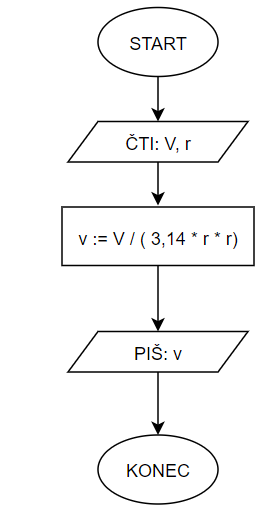 START
ČTI: V, r
v := V / ( 3,14 * r * r)
PIŠ: v
KONEC